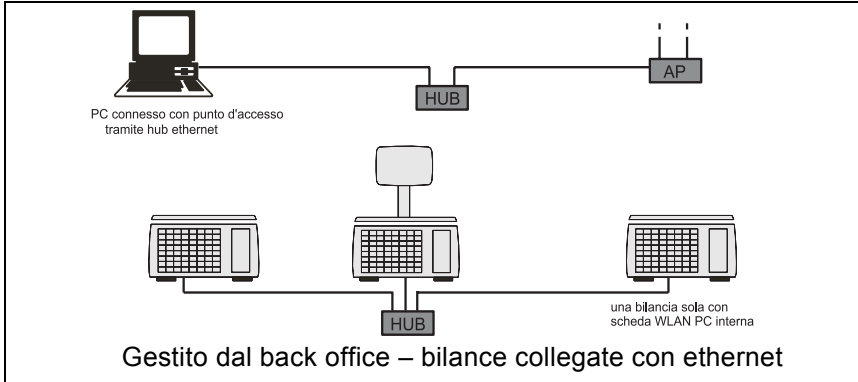 AP
HUB
PC connesso con punto d'accesso
tramite hub ethernet
una bilancia sola con
scheda WLAN PC interna
HUB
Gestito dal back office – bilance collegate con ethernet